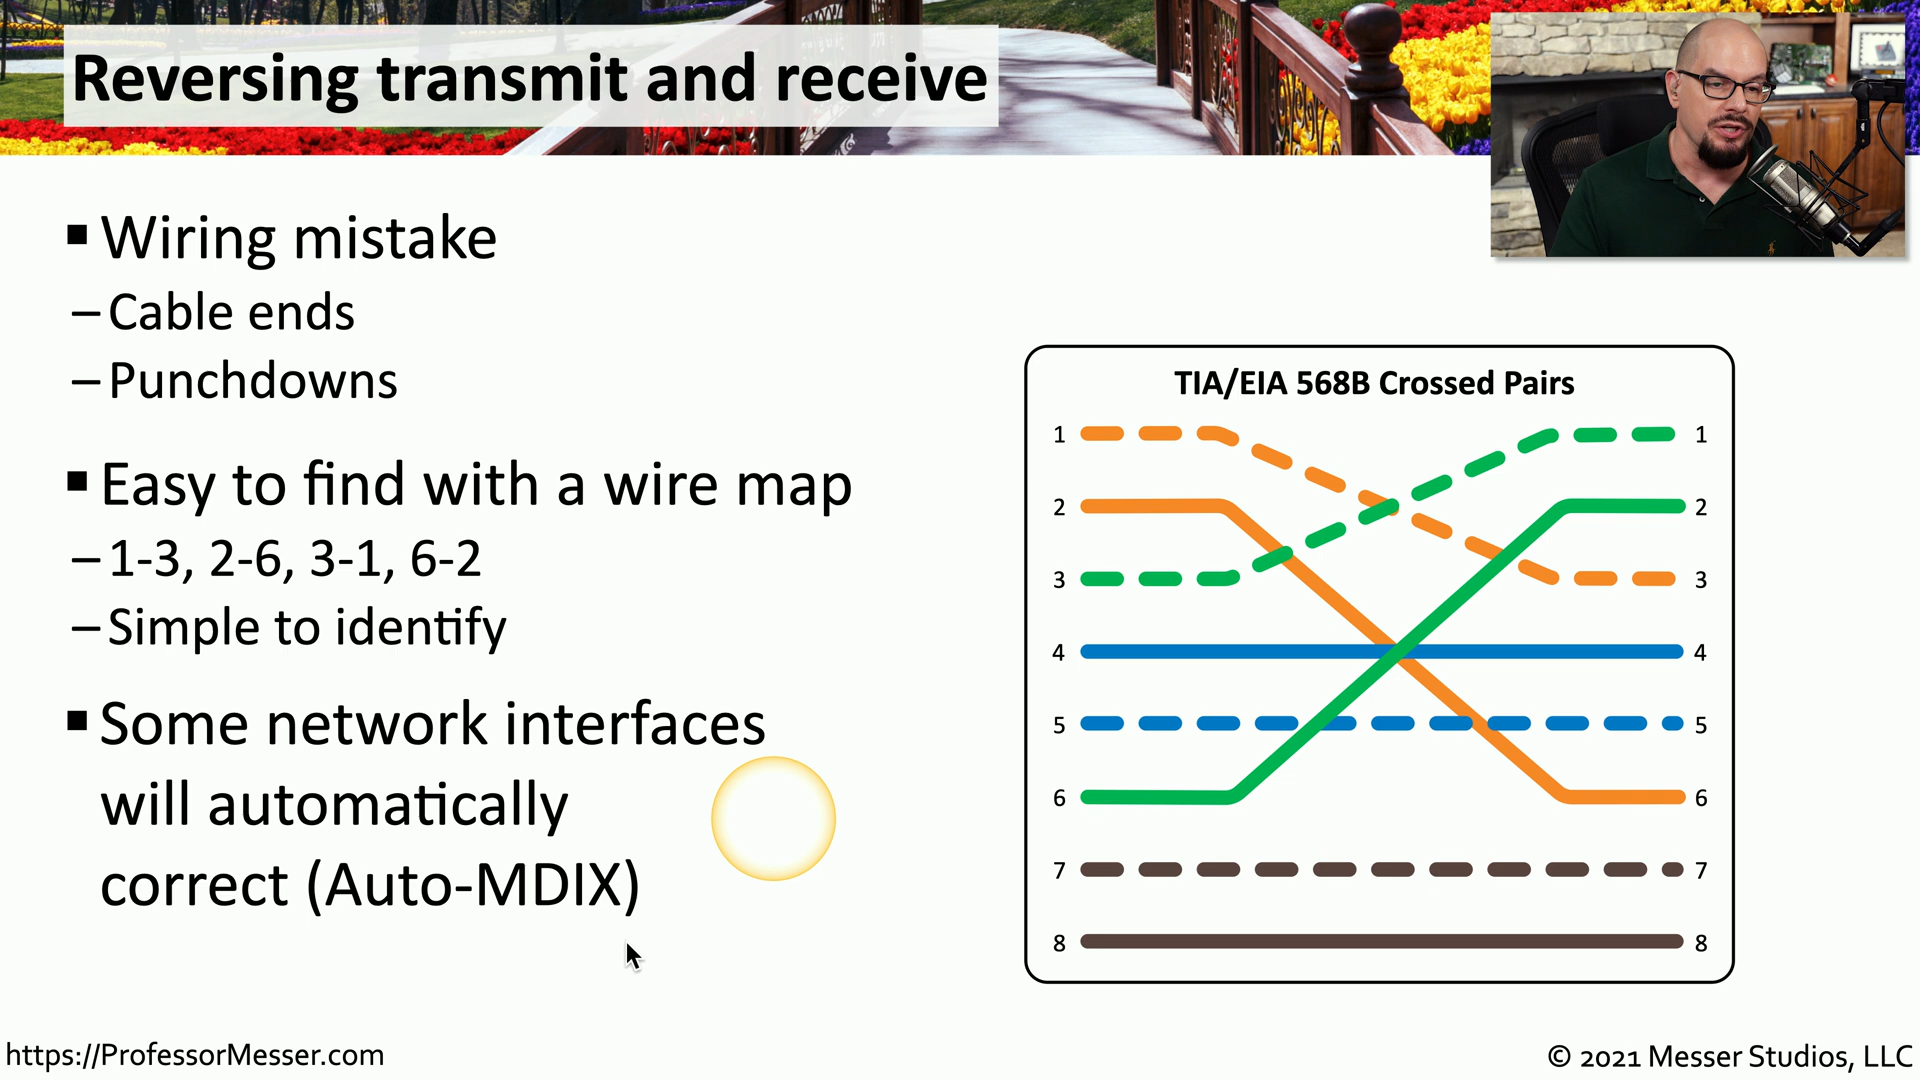 Reversing transmit and receive
▪ Wiring mistake
– Cable ends
– Punchdowns
▪ Easy to find with a wire map
– 1-3, 2-6, 3-1, 6-2
– Simple to identify
▪ Some network interfaces
will automatically
correct (Auto-MDIX)
TIA/EIA 568B Crossed Pairs
1 1
2 2
3 3
4 4
5 5
6 6
7 7
8 8
https://ProfessorMesser.com
© 2021 Messer Studios, LLC